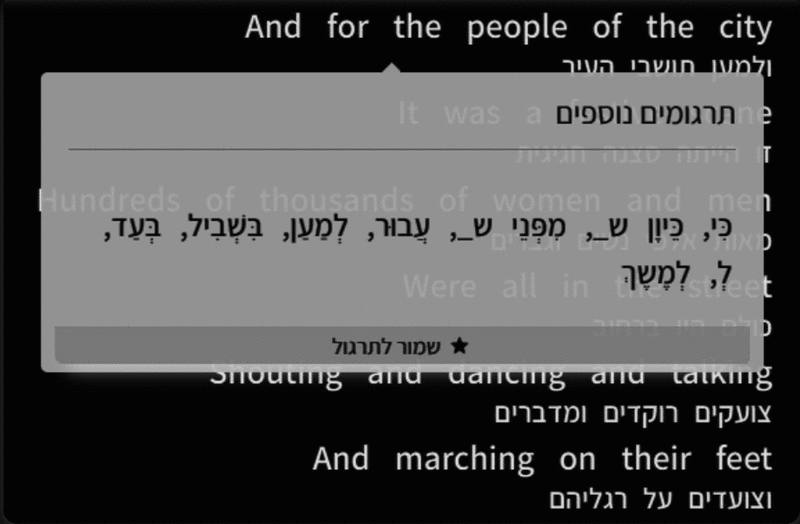 And for the people of the city
ולמען תושבי העיר
תרגומים נוספים
It was a
זו הייתה סצנה חגיגית
Hundreds of thousands of women and men
כִּי, כֵּיוָן שׁ_, מִפְּנֵי שׁ_, עֲבוּר, לְמַעַן, בִּשְׁבִיל, בְּעַד,
מאות אלפי נשים וגברים
לְ, לְמֶשֶׁךְ
Were all in the street
כולם היו ברחוב
שמור לתרגול
Shouting and dancing and talking
צועקים רוקדים ומדברים
And marching on their feet
וצועדים על רגליהם